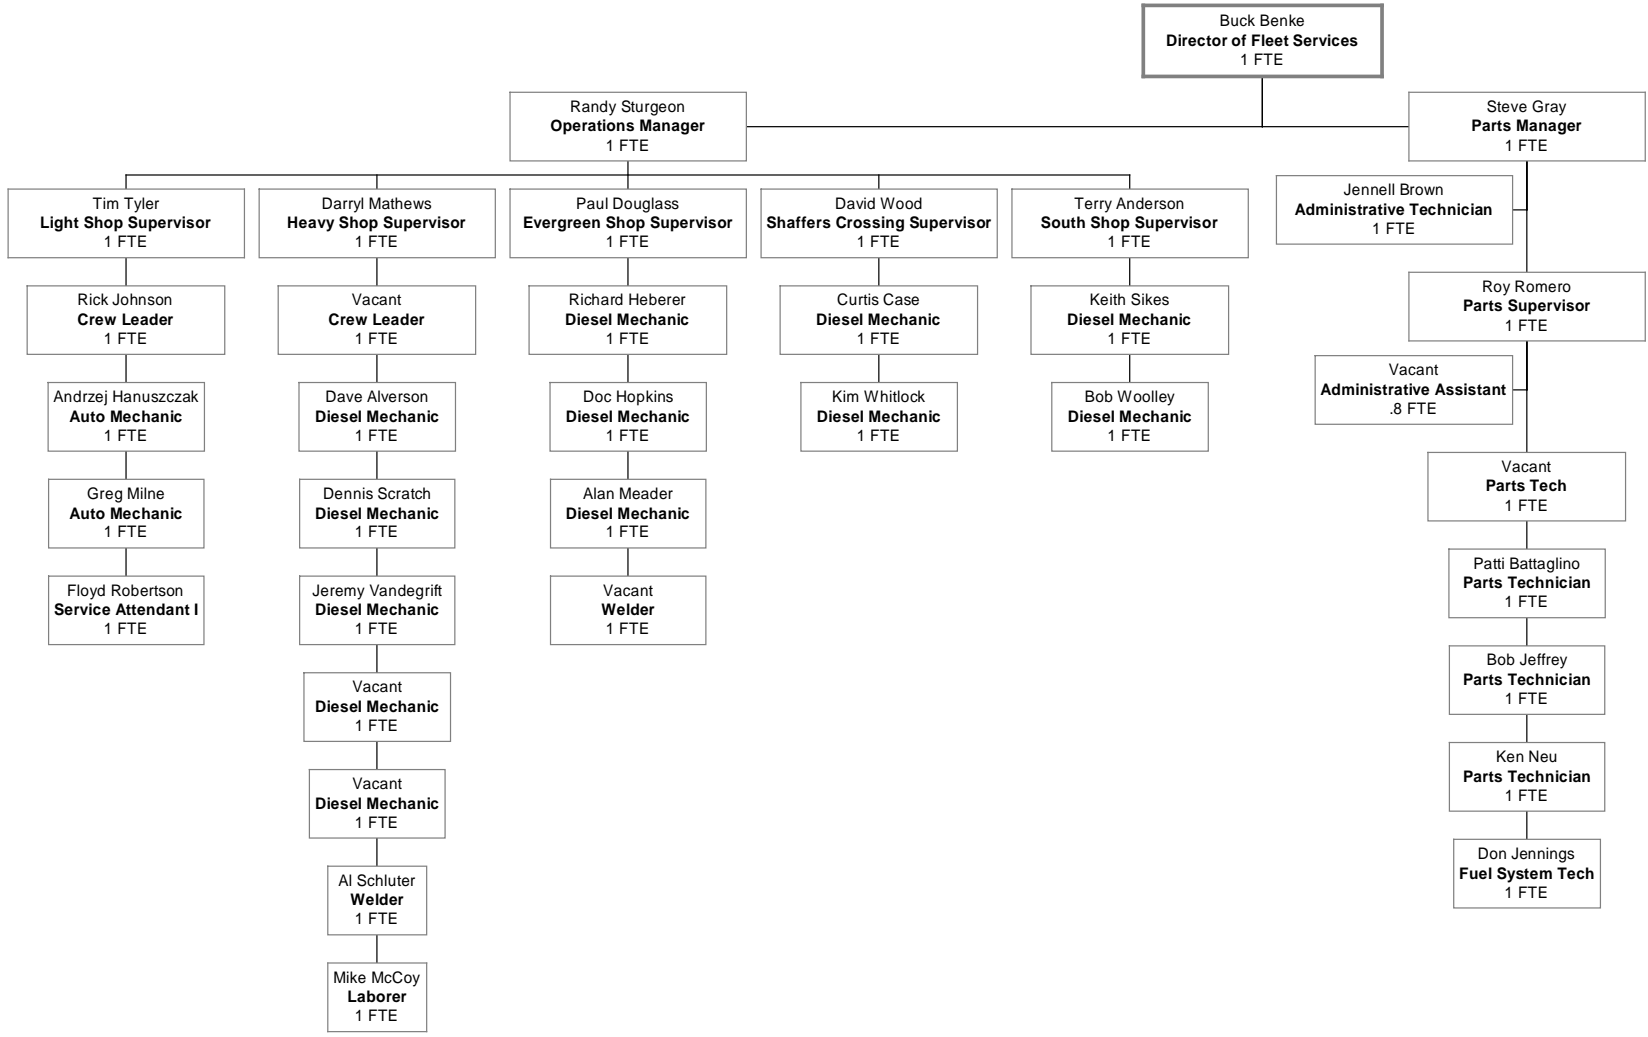 Buck Benke
Director of Fleet Services
1 FTE
Randy Sturgeon
Operations Manager
1 FTE
Steve Gray
Parts Manager
1 FTE
Tim Tyler
Light Shop Supervisor
1 FTE
Rick Johnson
Crew Leader
1 FTE
Andrzej Hanuszczak
Auto Mechanic
1 FTE
Greg Milne
Auto Mechanic
1 FTE
Floyd Robertson
Service Attendant I
1 FTE
Darryl Mathews
Heavy Shop Supervisor
1 FTE
Vacant
Crew Leader
1 FTE
Dave Alverson
Diesel Mechanic
1 FTE
Dennis Scratch
Diesel Mechanic
1 FTE
Jeremy Vandegrift
Diesel Mechanic
1 FTE
Vacant
Diesel Mechanic
1 FTE
Vacant
Diesel Mechanic
1 FTE
Al Schluter
Welder
1 FTE
Mike McCoy
Laborer
1 FTE
Paul Douglass
Evergreen Shop Supervisor
1 FTE
Richard Heberer
Diesel Mechanic
1 FTE
Doc Hopkins
Diesel Mechanic
1 FTE
Alan Meader
Diesel Mechanic
1 FTE
Vacant
Welder
1 FTE
David Wood
Shaffers Crossing Supervisor
1 FTE
Curtis Case
Diesel Mechanic
1 FTE
Kim Whitlock
Diesel Mechanic
1 FTE
Terry Anderson
South Shop Supervisor
1 FTE
Keith Sikes
Diesel Mechanic
1 FTE
Bob Woolley
Diesel Mechanic
1 FTE
Jennell Brown
Administrative Technician
1 FTE
Roy Romero
Parts Supervisor
1 FTE
Vacant
Administrative Assistant
.8 FTE
Vacant
Parts Tech
1 FTE
Patti Battaglino
Parts Technician
1 FTE
Bob Jeffrey
Parts Technician
1 FTE
Ken Neu
Parts Technician
1 FTE
Don Jennings
Fuel System Tech
1 FTE